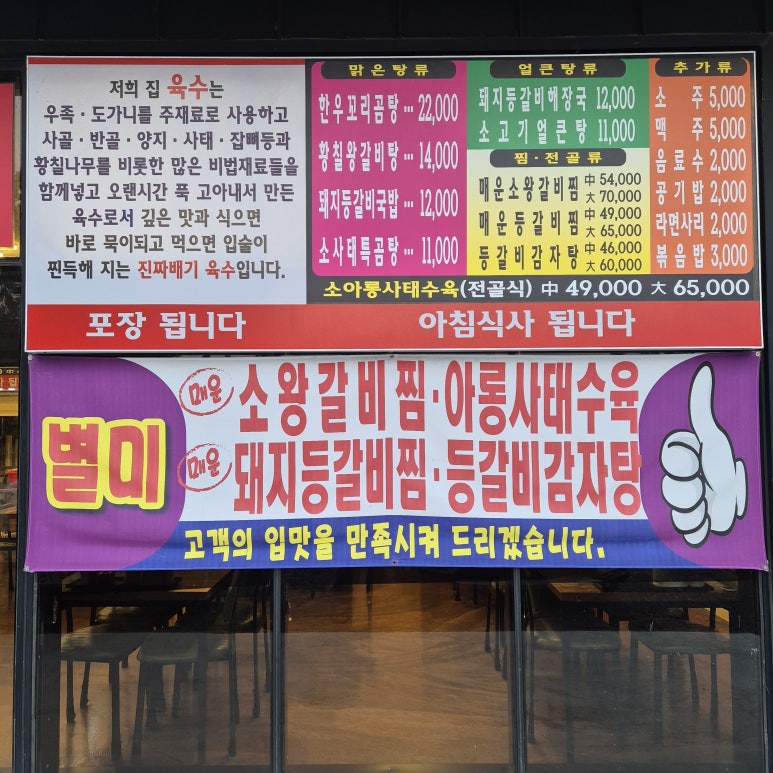 저희 집 육수는
우족·도가니를 주재료로 사용하고
사골·반골·양지·사태·잡뼈등과
황칠나무를 비롯한 많은 비법재료들을
함께넣고 오랜시간 푹 고아내서 만든
육수로서 깊은 맛과 식으면
바로 묵이되고 먹으면 입술이
찐득해 지는 진짜배기 육수입니다.
맑은탕류
한우꼬리곰탕 ··· 22,000
황칠왕갈비탕 ··· 14,000
돼지등갈비국밥 ··· 12,000
소사태특곰탕 ··· 11,000
얼큰탕류
돼지등갈비해장국 12,000
소고기얼큰탕 11,000
찜·전골류
매운소왕갈비찜 中 54,000
大 70,000
매운등갈비찜 中 49,000
大 65,000
등갈비감자탕 中 46,000
大 60,000
추가류
소주 5,000
맥주 5,000
음료수 2,000
공기밥 2,000
라면사리 2,000
볶음밥 3,000
소아롱사태수육(전골식) 中 49,000 大 65,000
포장 됩니다
아침식사 됩니다
별미
매운 소왕갈비찜·아롱사태수육
매운 돼지등갈비찜·등갈비감자탕
고객의 입맛을 만족시켜 드리겠습니다.